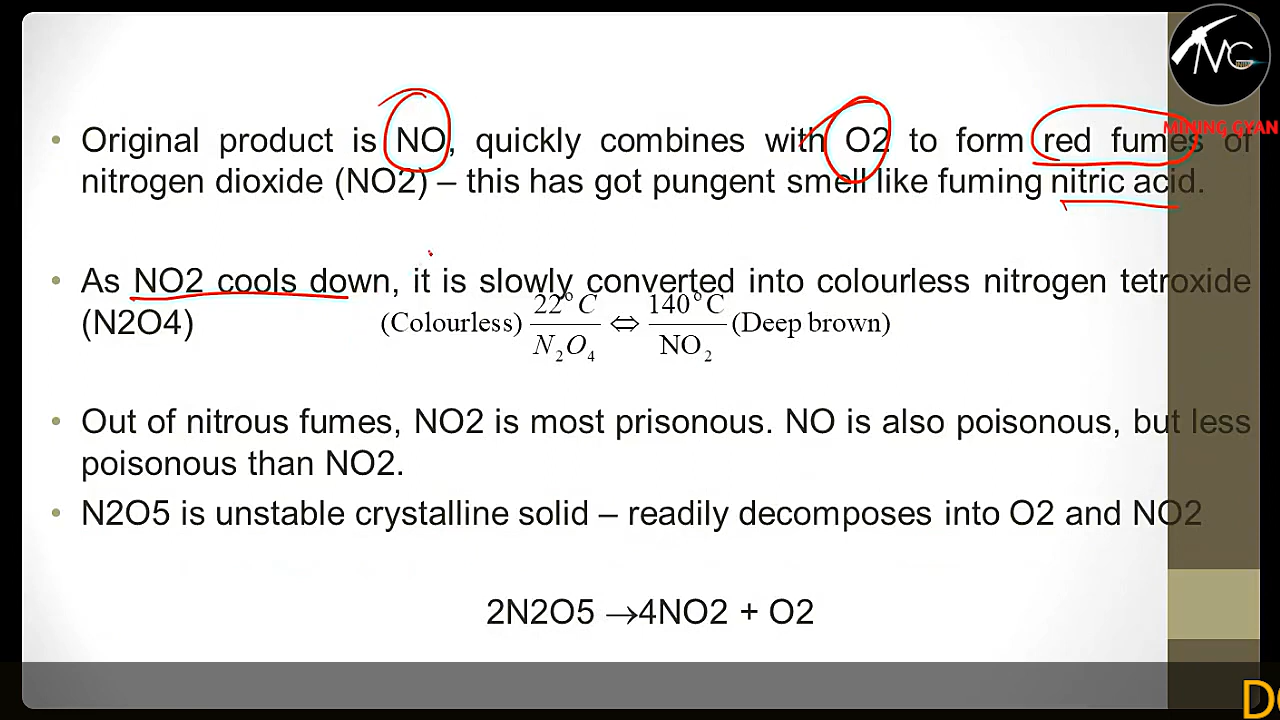 MG
MINING GYAN
• Original product is NO, quickly combines with O2 to form red fumes of
nitrogen dioxide (NO2) – this has got pungent smell like fuming nitric acid.
• As NO2 cools down, it is slowly converted into colourless nitrogen tetroxide
(N2O4) (Colourless) 22°C/N₂O₄ ⇔ 140°C/NO₂ (Deep brown)
• Out of nitrous fumes, NO2 is most prisonous. NO is also poisonous, but less
poisonous than NO2.
• N2O5 is unstable crystalline solid – readily decomposes into O2 and NO2
2N2O5 →4NO2 + O2